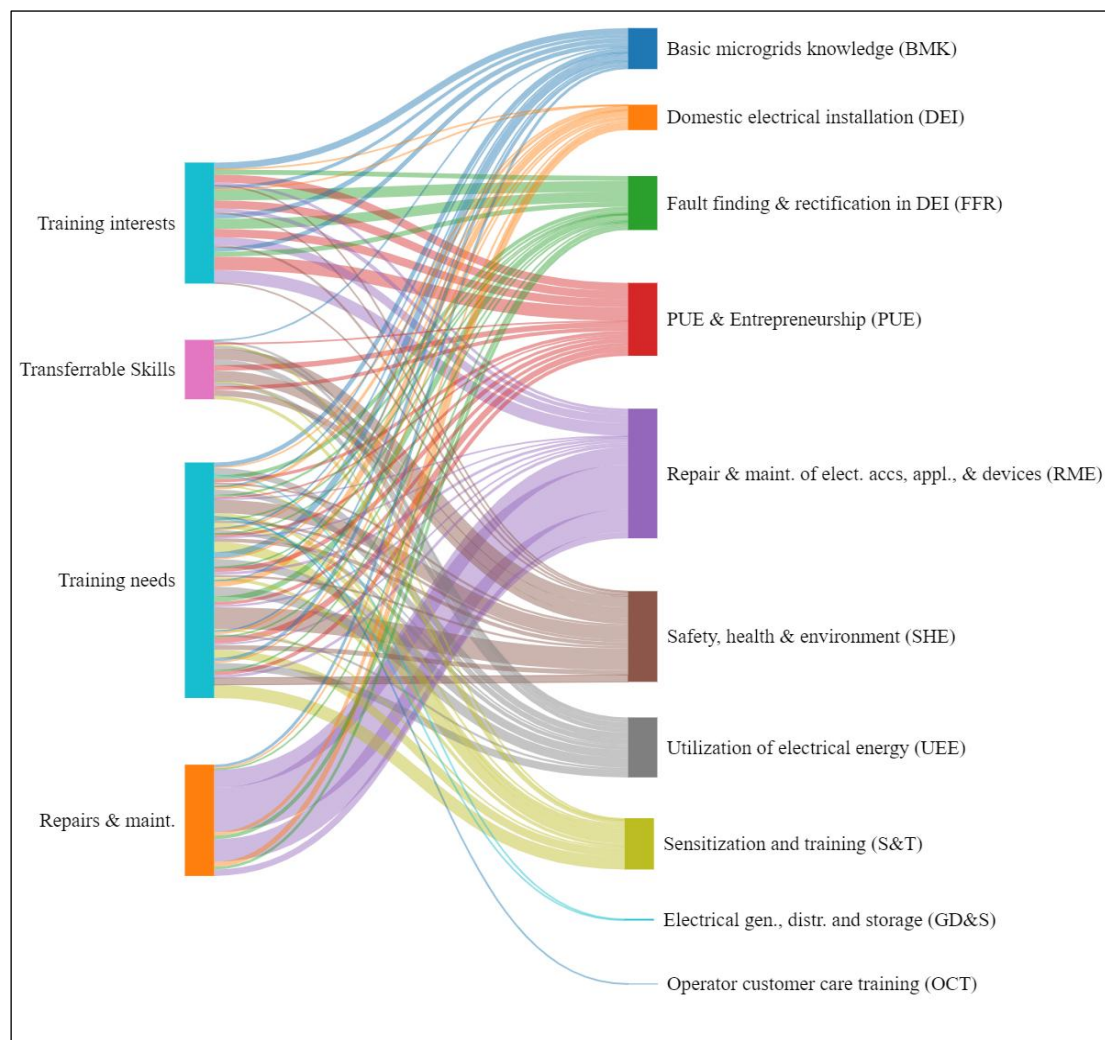 Training interests
Transferrable Skills
Training needs
Repairs & maint.
Basic microgrids knowledge (BMK)
Domestic electrical installation (DEI)
Fault finding & rectification in DEI (FFR)
PUE & Entrepreneurship (PUE)
Repair & maint. of elect. accs, appl., & devices (RME)
Safety, health & environment (SHE)
Utilization of electrical energy (UEE)
Sensitization and training (S&T)
Electrical gen., distr. and storage (GD&S)
Operator customer care training (OCT)